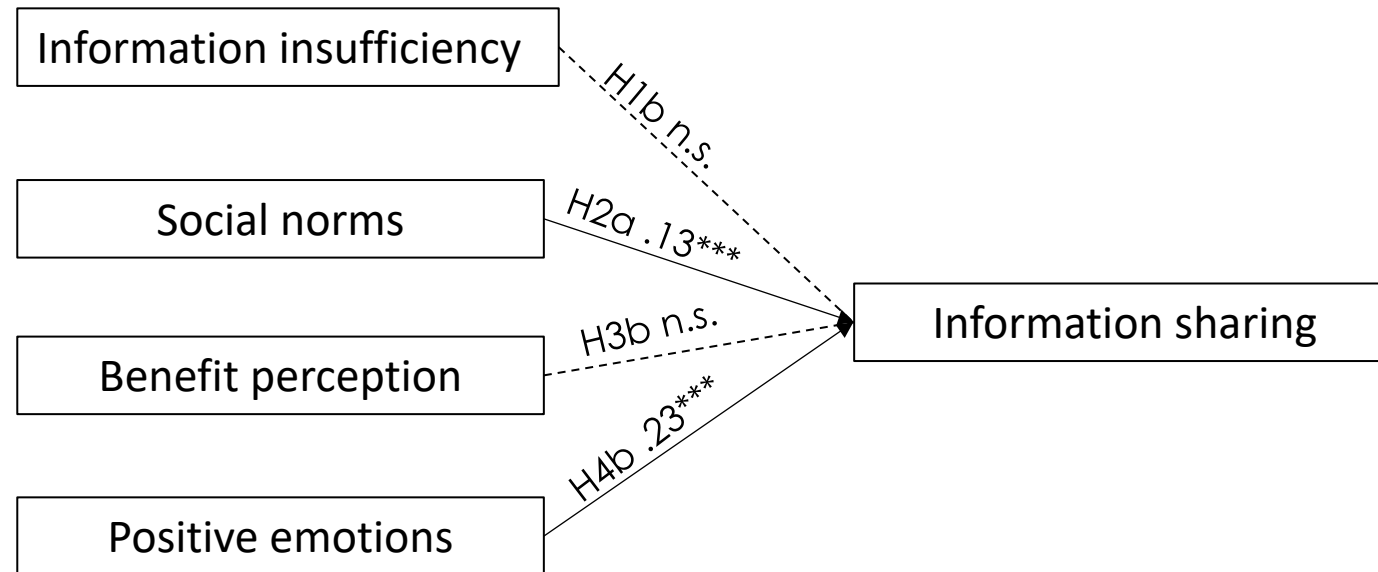 Information insufficiency
H1b n.s.
Social norms
H2a .13***
Information sharing
H3b n.s.
Benefit perception
H4b .23***
Positive emotions